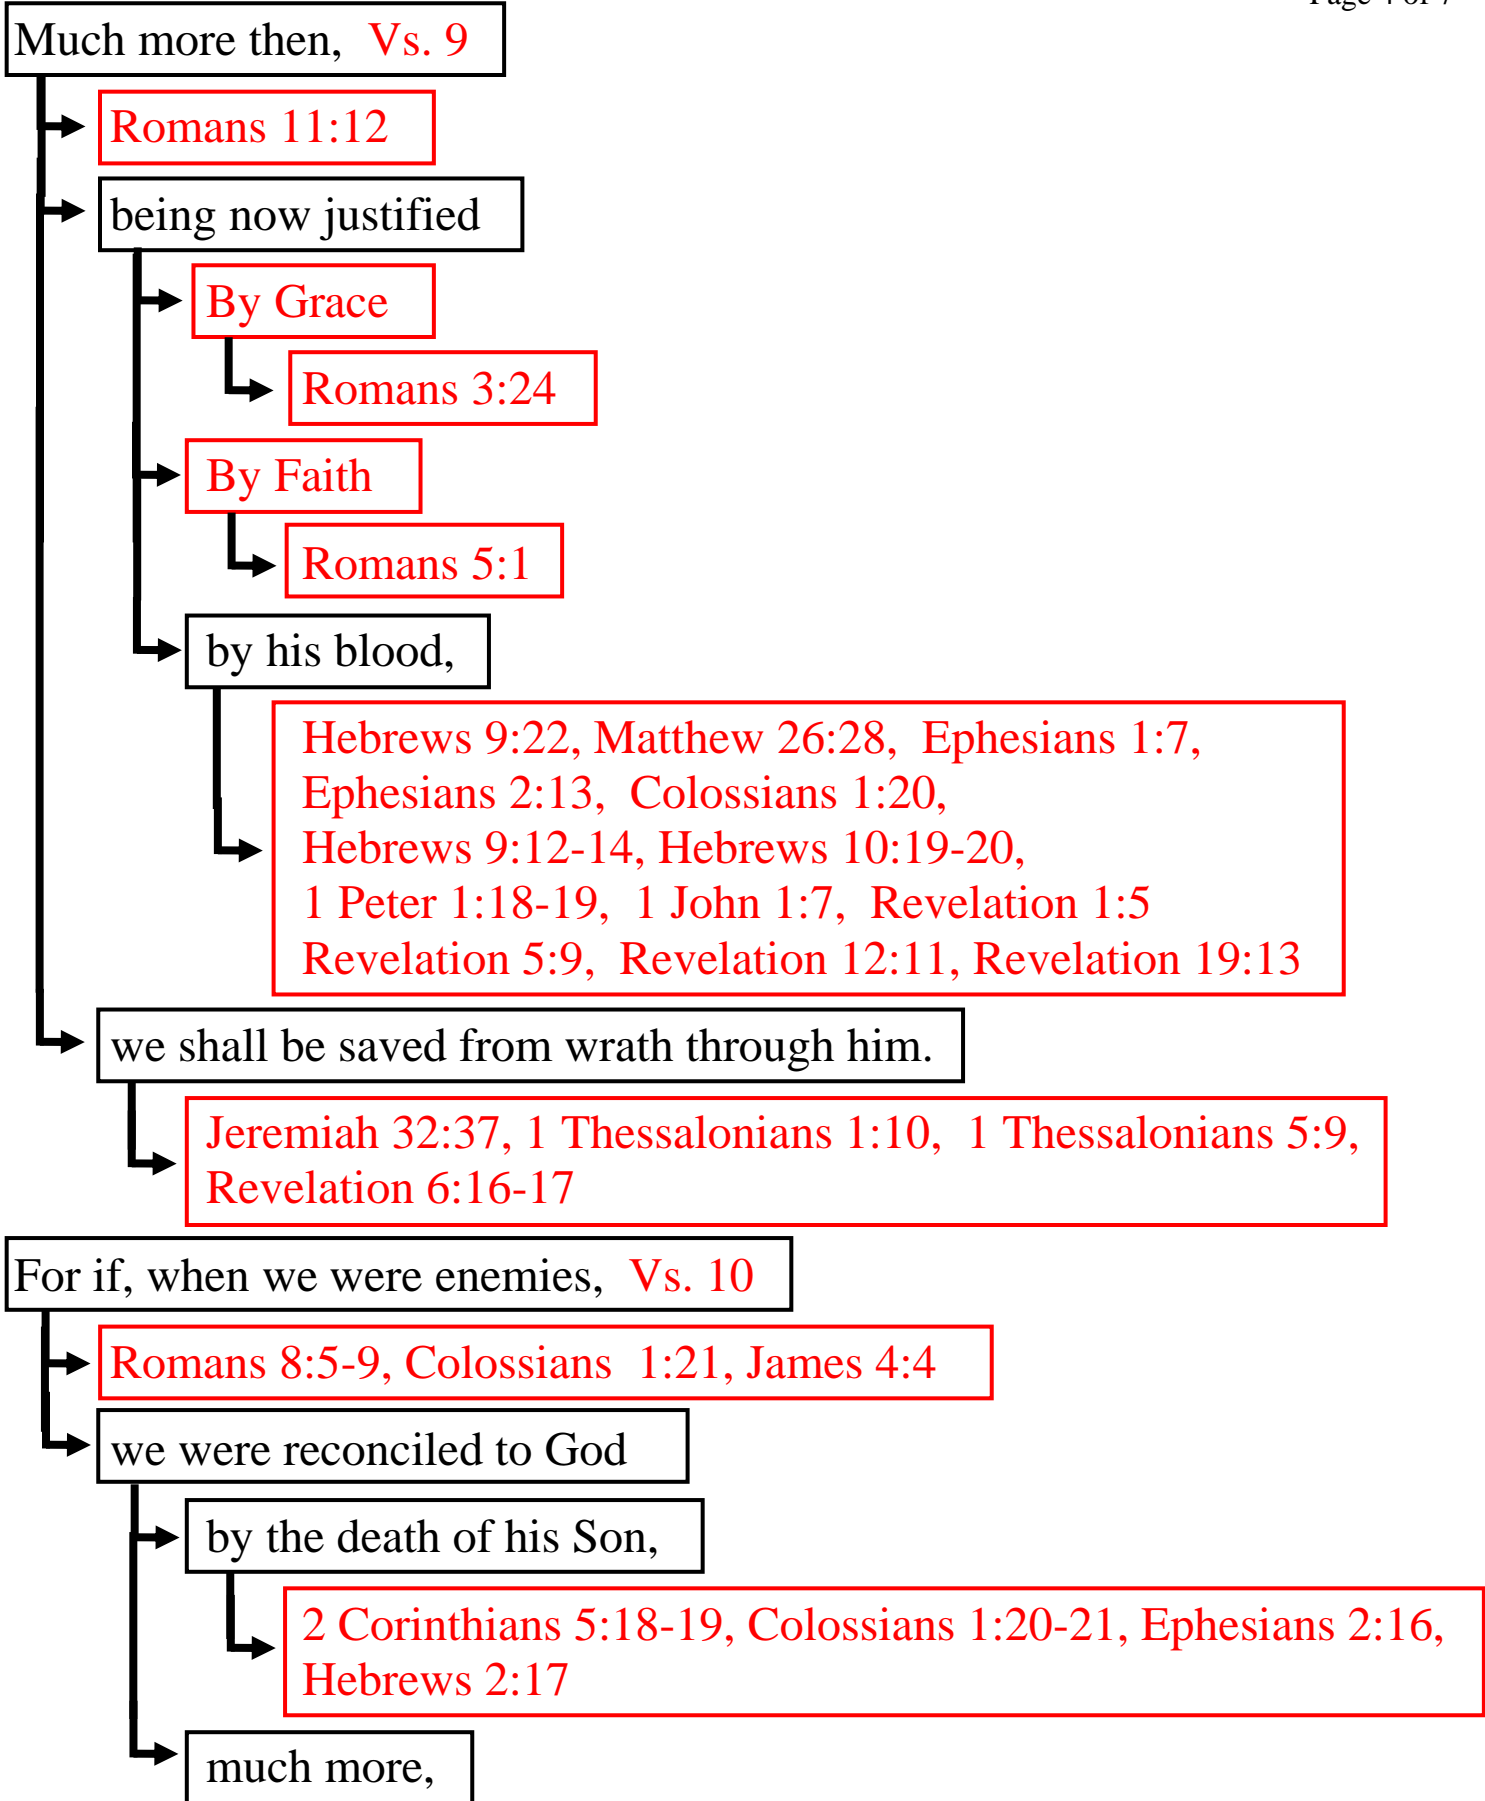 Page 4 of 7
Much more then, Vs. 9
Romans 11:12
being now justified
By Grace
Romans 3:24
By Faith
Romans 5:1
by his blood,
Hebrews 9:22, Matthew 26:28, Ephesians 1:7,
Ephesians 2:13, Colossians 1:20,
Hebrews 9:12-14, Hebrews 10:19-20,
1 Peter 1:18-19, 1 John 1:7, Revelation 1:5
Revelation 5:9, Revelation 12:11, Revelation 19:13
we shall be saved from wrath through him.
Jeremiah 32:37, 1 Thessalonians 1:10, 1 Thessalonians 5:9,
Revelation 6:16-17
For if, when we were enemies, Vs. 10
Romans 8:5-9, Colossians 1:21, James 4:4
we were reconciled to God
by the death of his Son,
2 Corinthians 5:18-19, Colossians 1:20-21, Ephesians 2:16,
Hebrews 2:17
much more,